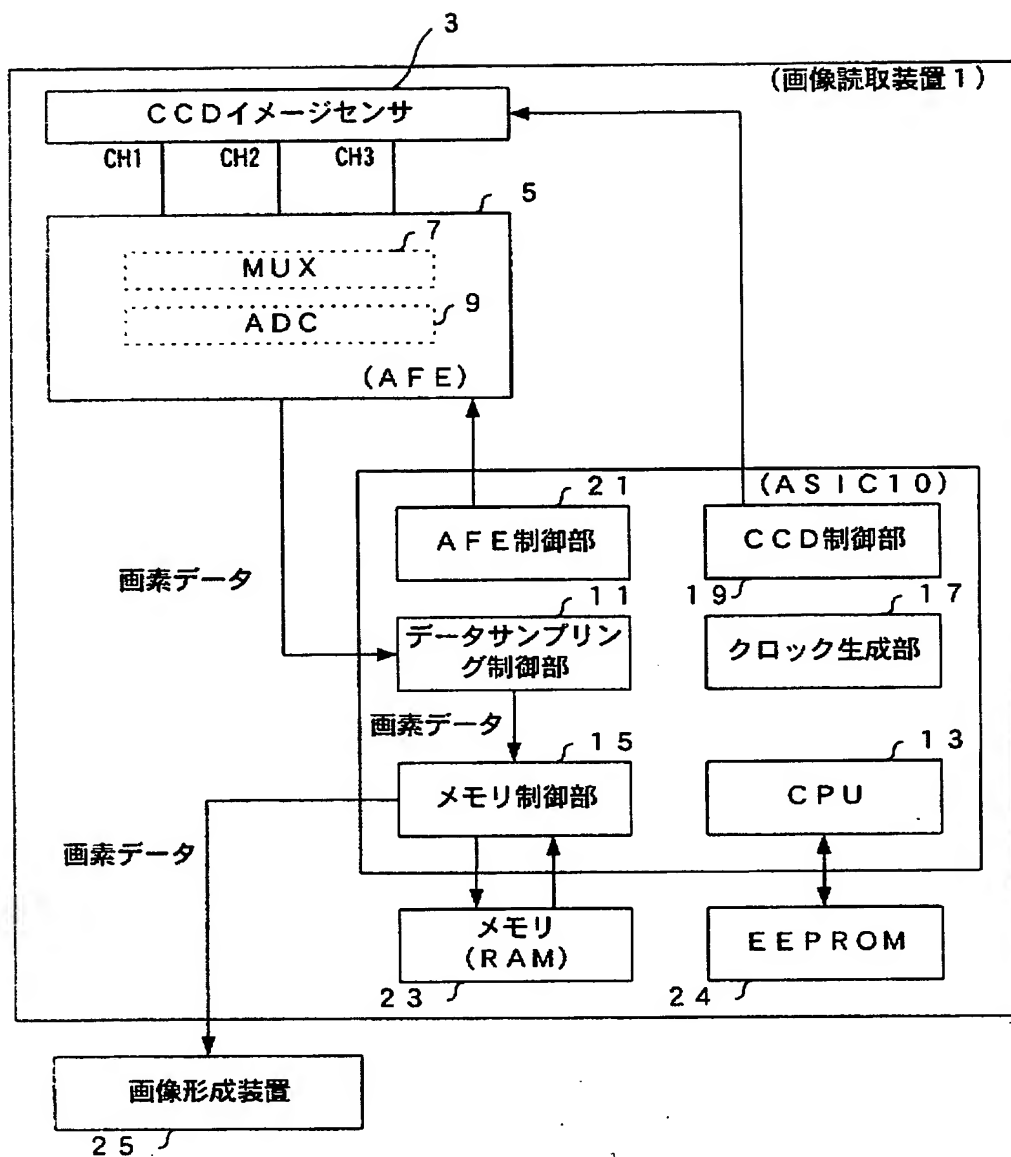 3
(画像読取装置1)
CCDイメージセンサ
CH1 CH2 CH3
5
7
MUX
9
ADC
(AFE)
(ASIC10)
21
AFE制御部
CCD制御部
19
画素データ
11
データサンプリン
グ制御部
17
クロック生成部
画素データ
15
メモリ制御部
13
CPU
画素データ
メモリ
(RAM)
23
EEPROM
24
画像形成装置
25